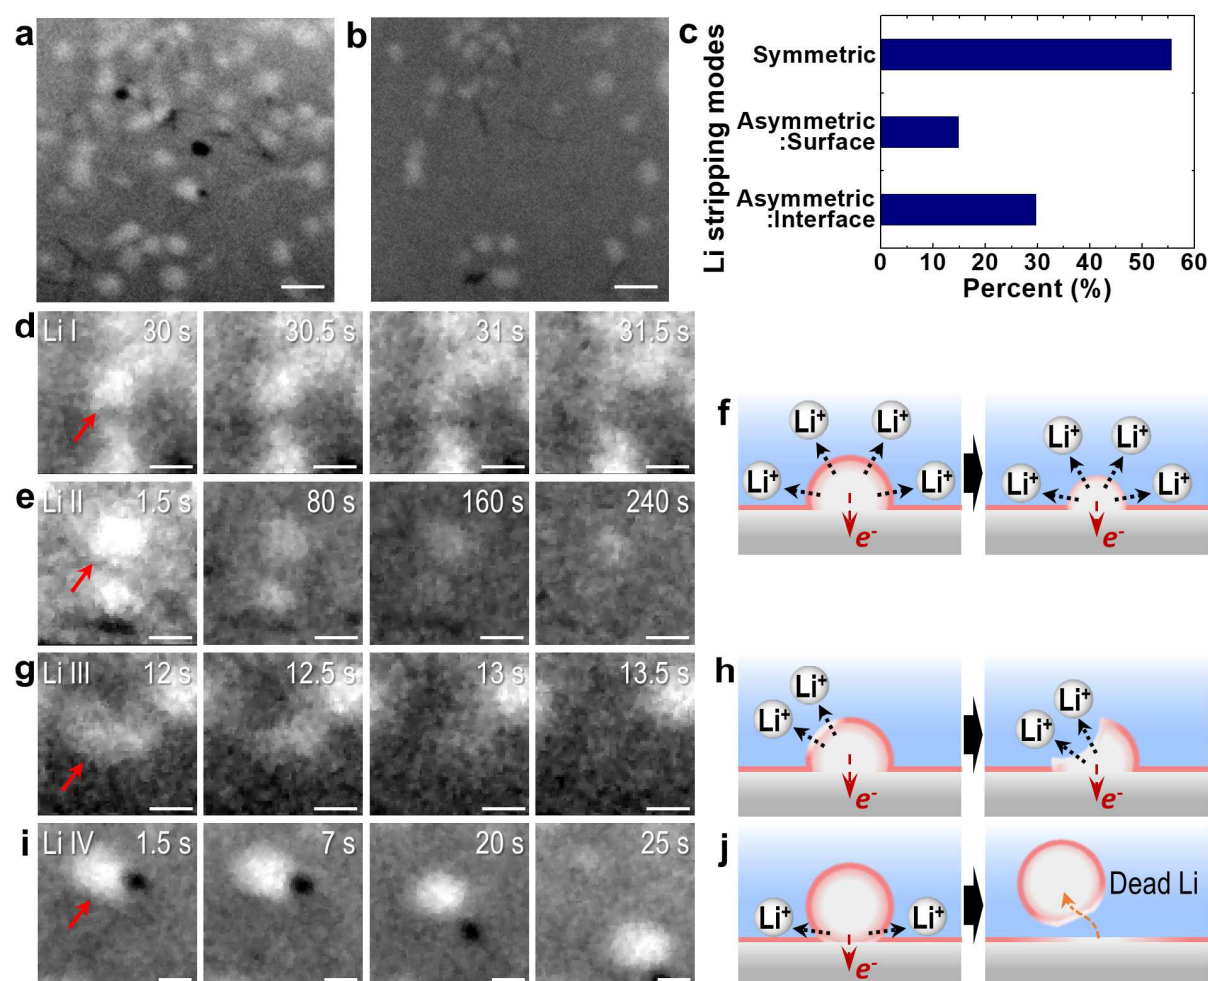 a
b
c
Li stripping modes
Symmetric
Asymmetric
:Surface
Asymmetric
:Interface
0 10 20 30 40 50 60
Percent (%)
d
Li I 30 s
30.5 s
31 s
31.5 s
e
Li II 1.5 s
80 s
160 s
240 s
f
Li+ Li+
Li+ Li+
e-
Li+ Li+
Li+ Li+
e-
g
Li III 12 s
12.5 s
13 s
13.5 s
h
Li+
Li+
e-
Li+
Li+
e-
i
Li IV 1.5 s
7 s
20 s
25 s
j
Li+ Li+
e-
Dead Li